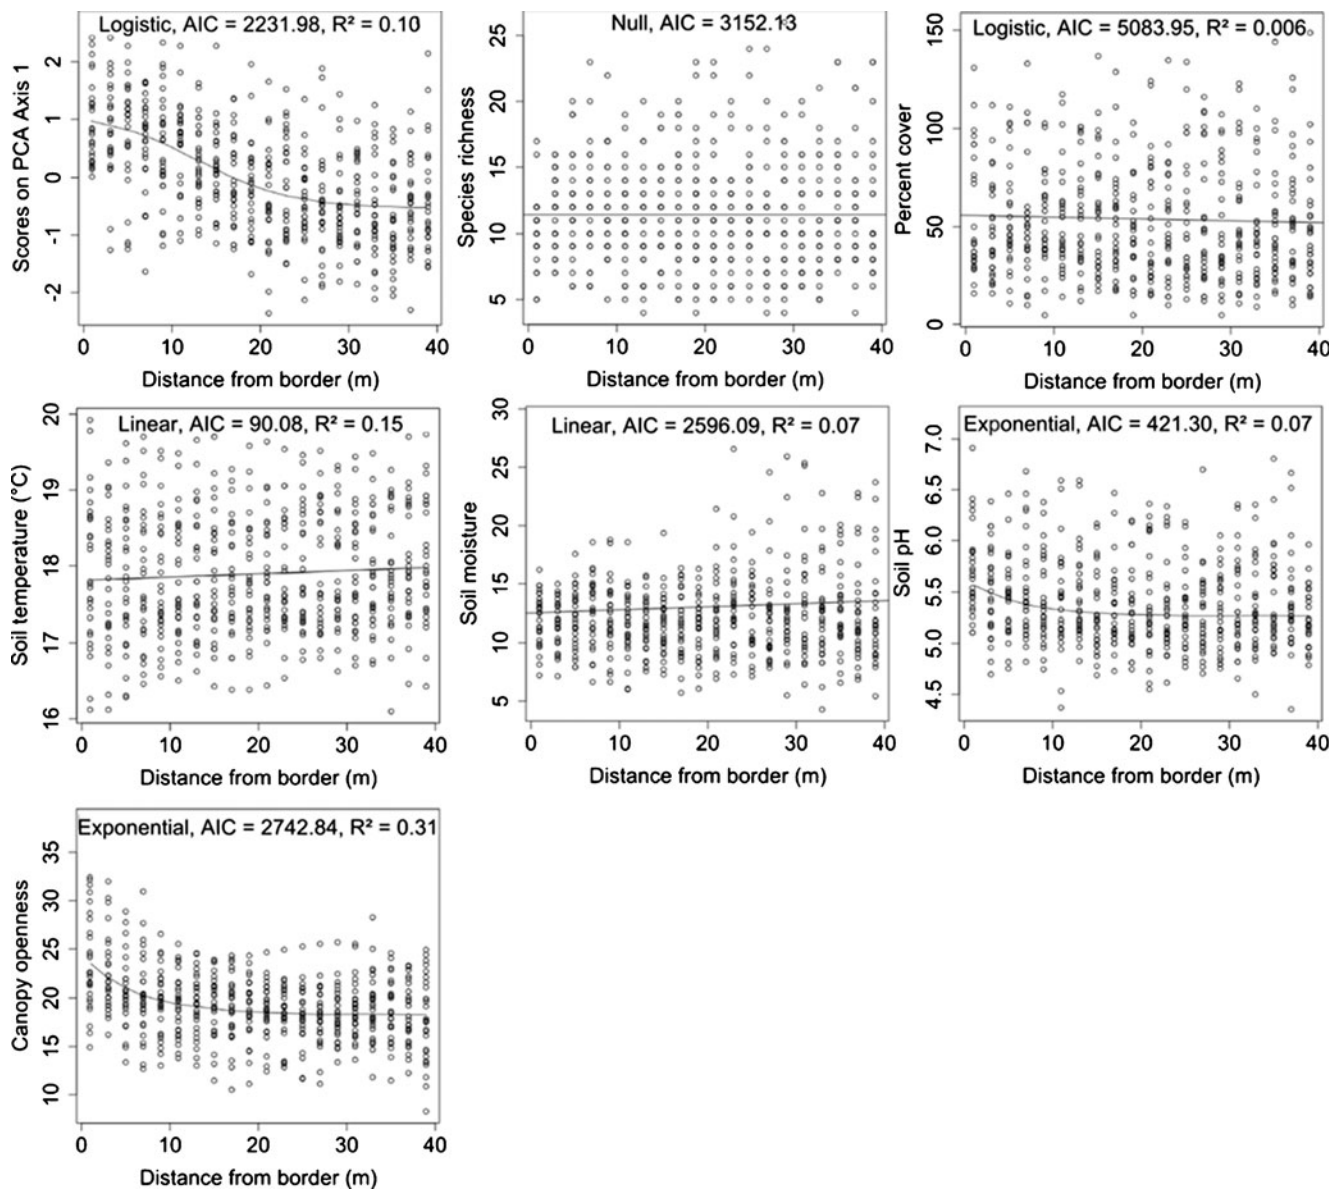 Logistic, AIC = 2231.98, R² = 0.10
Scores on PCA Axis 1
2
1
0
-1
-2
0 10 20 30 40
Distance from border (m)
Null, AIC = 3152.13
Species richness
25
20
15
10
5
0 10 20 30 40
Distance from border (m)
Logistic, AIC = 5083.95, R² = 0.006
Percent cover
150
100
50
0
0 10 20 30 40
Distance from border (m)
Linear, AIC = 90.08, R² = 0.15
Soil temperature (°C)
20
19
18
17
16
0 10 20 30 40
Distance from border (m)
Linear, AIC = 2596.09, R² = 0.07
Soil moisture
30
25
20
15
10
5
0 10 20 30 40
Distance from border (m)
Exponential, AIC = 421.30, R² = 0.07
Soil pH
7.0
6.5
6.0
5.5
5.0
4.5
0 10 20 30 40
Distance from border (m)
Exponential, AIC = 2742.84, R² = 0.31
Canopy openness
35
30
25
20
15
10
0 10 20 30 40
Distance from border (m)